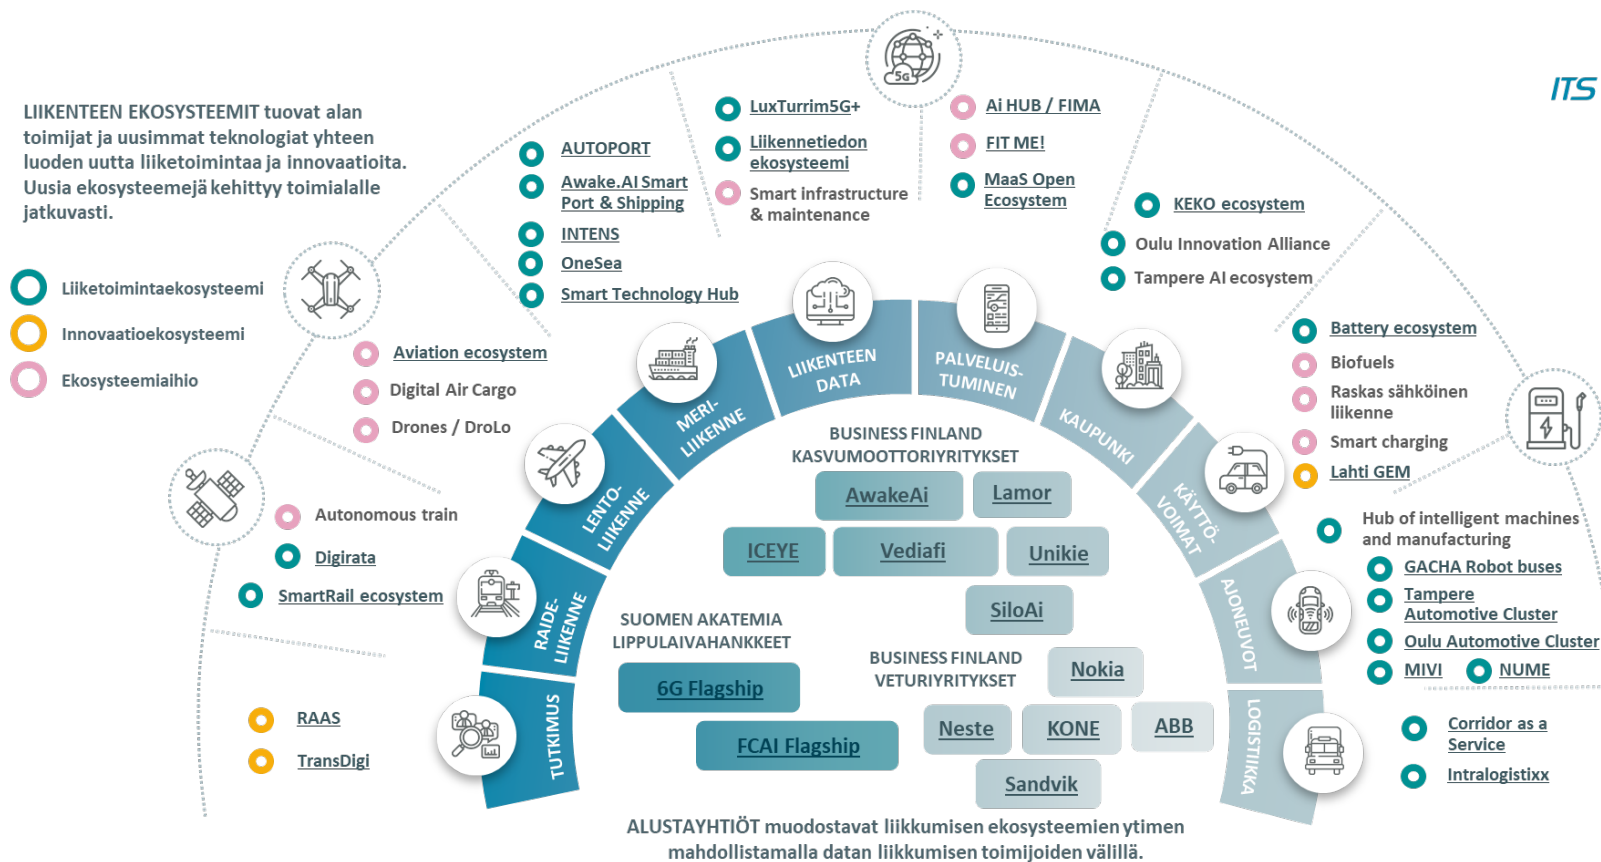 LIIKENTEEN EKOSYSTEEMIT tuovat alan
toimijat ja uusimmat teknologiat yhteen
luoden uutta liiketoimintaa ja innovaatioita.
Uusia ekosysteemejä kehittyy toimialalle
jatkuvasti.
ITS
Liiketoimintaekosysteemi
Innovaatioekosysteemi
Ekosysteemiaihio
5G
TUTKIMUS
RAAS
TransDigi
RAIDE-
LIIKENNE
Autonomous train
Digirata
SmartRail ecosystem
LENTO-
LIIKENNE
Aviation ecosystem
Digital Air Cargo
Drones / DroLo
MERI-
LIIKENNE
AUTOPORT
Awake.AI Smart
Port & Shipping
INTENS
OneSea
Smart Technology Hub
LIIKENTEEN
DATA
LuxTurrim5G+
Liikennetiedon
ekosysteemi
Smart infrastructure
& maintenance
PALVELUIS-
TUMINEN
Ai HUB / FIMA
FIT ME!
MaaS Open
Ecosystem
KAUPUNKI
KEKO ecosystem
Oulu Innovation Alliance
Tampere AI ecosystem
KÄYTTÖ-
VOIMAT
Battery ecosystem
Biofuels
Raskas sähköinen
liikenne
Smart charging
Lahti GEM
AJONEUVOT
Hub of intelligent machines
and manufacturing
GACHA Robot buses
Tampere
Automotive Cluster
Oulu Automotive Cluster
MIVI
NUME
LOGISTIIKKA
Corridor as a
Service
Intralogistixx
BUSINESS FINLAND
KASVUMOOTTORIYRITYKSET
AwakeAi
Lamor
ICEYE
Vediafi
Unikie
SiloAi
SUOMEN AKATEMIA
LIPPULAIVAHANKKEET
6G Flagship
FCAI Flagship
BUSINESS FINLAND
VETURIYRITYKSET
Nokia
Neste
KONE
ABB
Sandvik
ALUSTAYHTIÖT muodostavat liikkumisen ekosysteemien ytimen
mahdollistamalla datan liikkumisen toimijoiden välillä.